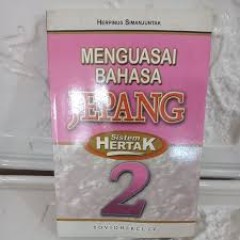 HERPINUS SIMANJUNTAK
MENGUASAI
BAHASA
JEPANG
Sistem
HERTAK
2